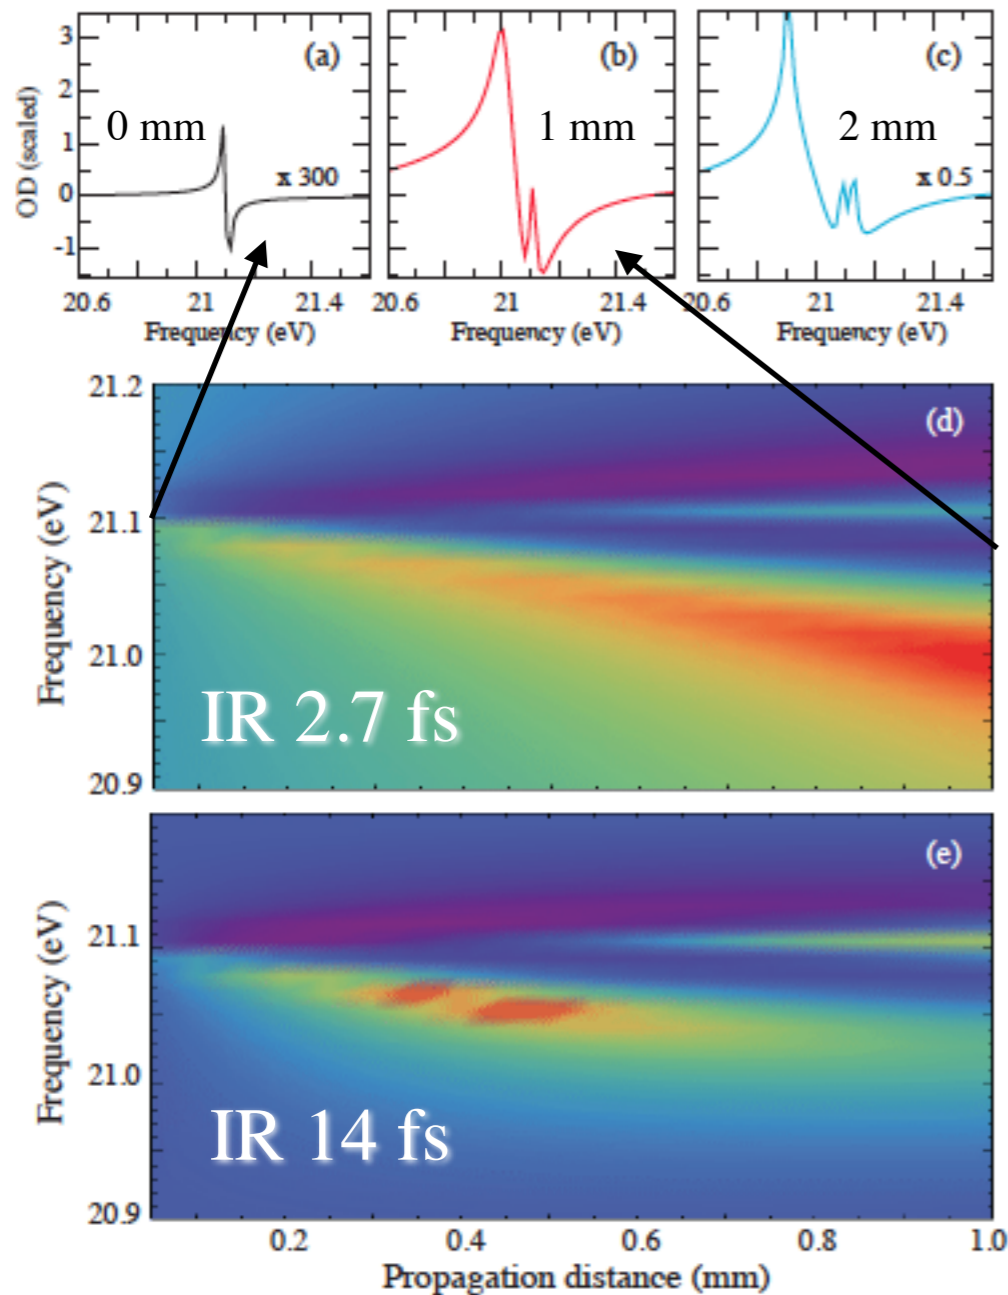 3
2
1
0
-1
OD (scaled)
(a)
0 mm
x 300
20.6 21 21.4
Frequency (eV)
(b)
1 mm
20.6 21 21.4
Frequency (eV)
(c)
2 mm
x 0.5
20.6 21 21.4
Frequency (eV)
21.2
21.1
21.0
20.9
Frequency (eV)
(d)
IR 2.7 fs
21.1
21.0
20.9
Frequency (eV)
(e)
IR 14 fs
0.2 0.4 0.6 0.8 1.0
Propagation distance (mm)